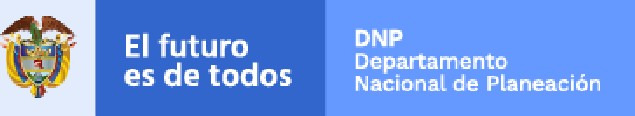 El futuro
es de todos
DNP
Departamento
Nacional de Planeación